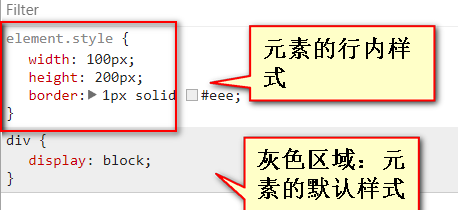 Filter
element.style {
width: 100px;
height: 200px;
border:▶1px solid #eee;
}
元素的行内样
式
div {
display: block;
}
灰色区域：元
素的默认样式